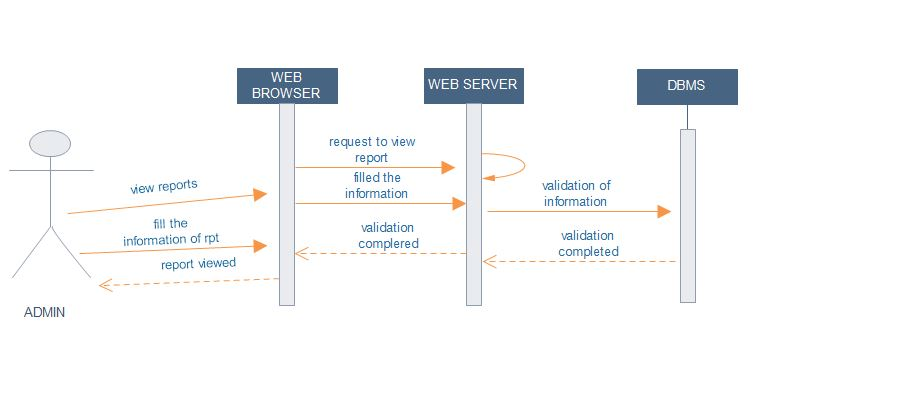 WEB
BROWSER
WEB SERVER
DBMS
request to view
report
view reports
filled the
information
validation of
information
fill the
information of rpt
validation
complered
validation
completed
report viewed
ADMIN